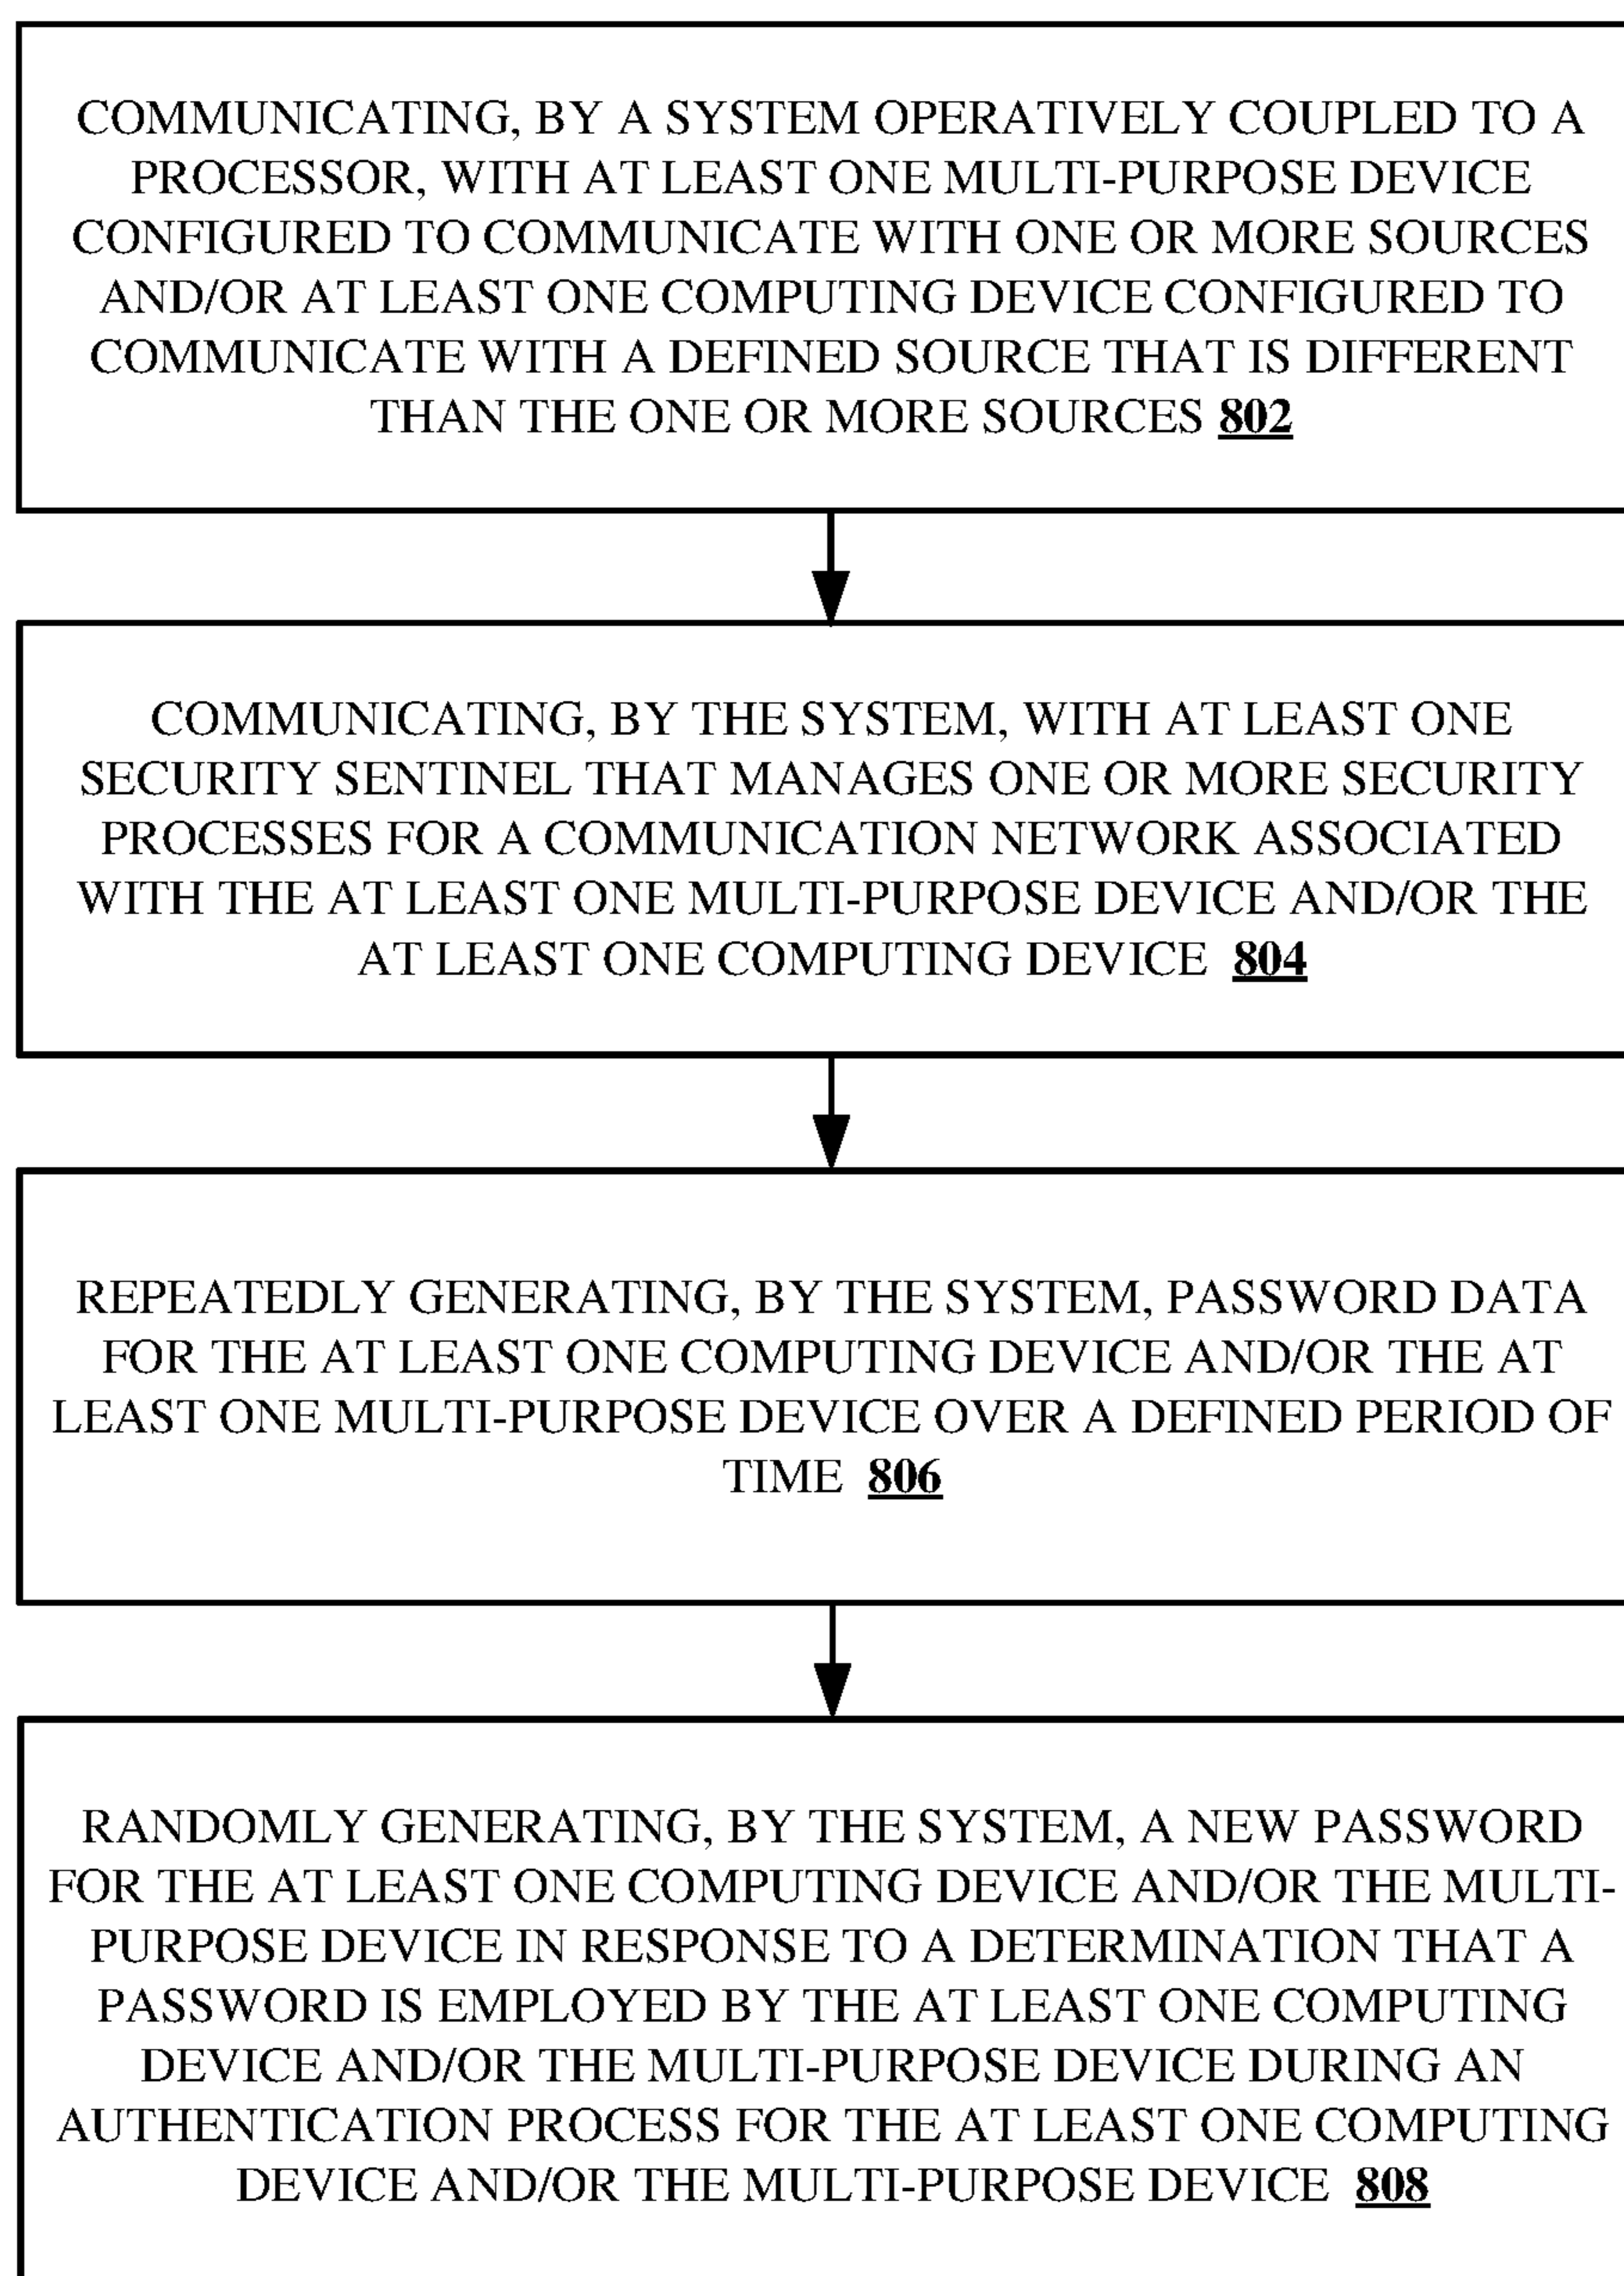 COMMUNICATING, BY A SYSTEM OPERATIVELY COUPLED TO A
PROCESSOR, WITH AT LEAST ONE MULTI-PURPOSE DEVICE
CONFIGURED TO COMMUNICATE WITH ONE OR MORE SOURCES
AND/OR AT LEAST ONE COMPUTING DEVICE CONFIGURED TO
COMMUNICATE WITH A DEFINED SOURCE THAT IS DIFFERENT
THAN THE ONE OR MORE SOURCES 802
COMMUNICATING, BY THE SYSTEM, WITH AT LEAST ONE
SECURITY SENTINEL THAT MANAGES ONE OR MORE SECURITY
PROCESSES FOR A COMMUNICATION NETWORK ASSOCIATED
WITH THE AT LEAST ONE MULTI-PURPOSE DEVICE AND/OR THE
AT LEAST ONE COMPUTING DEVICE 804
REPEATEDLY GENERATING, BY THE SYSTEM, PASSWORD DATA
FOR THE AT LEAST ONE COMPUTING DEVICE AND/OR THE AT
LEAST ONE MULTI-PURPOSE DEVICE OVER A DEFINED PERIOD OF
TIME 806
RANDOMLY GENERATING, BY THE SYSTEM, A NEW PASSWORD
FOR THE AT LEAST ONE COMPUTING DEVICE AND/OR THE MULTI-
PURPOSE DEVICE IN RESPONSE TO A DETERMINATION THAT A
PASSWORD IS EMPLOYED BY THE AT LEAST ONE COMPUTING
DEVICE AND/OR THE MULTI-PURPOSE DEVICE DURING AN
AUTHENTICATION PROCESS FOR THE AT LEAST ONE COMPUTING
DEVICE AND/OR THE MULTI-PURPOSE DEVICE 808